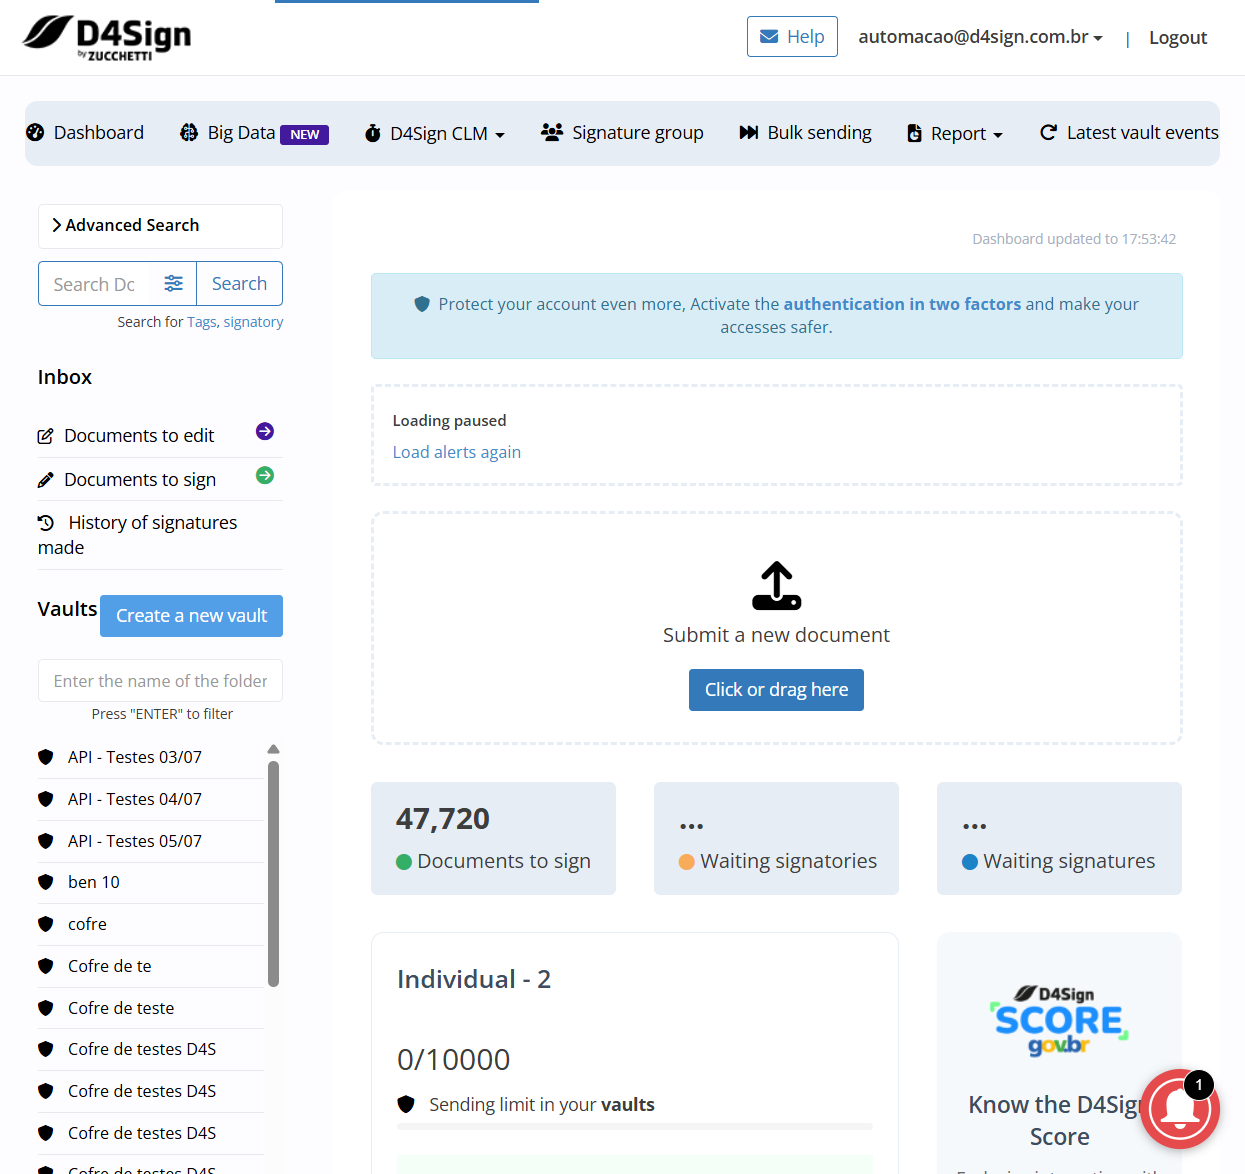 D4Sign
by ZUCCHETTI
Help
automacao@d4sign.com.br
|
Logout
Dashboard
Big Data NEW
D4Sign CLM
Signature group
Bulk sending
Report
Latest vault events
Advanced Search
Search Dc
Search
Search for Tags, signatory
Inbox
Documents to edit
Documents to sign
History of signatures
made
Vaults
Create a new vault
Enter the name of the folder
Press "ENTER" to filter
API - Testes 03/07
API - Testes 04/07
API - Testes 05/07
ben 10
cofre
Cofre de te
Cofre de teste
Cofre de testes D4S
Cofre de testes D4S
Cofre de testes D4S
Cofre de testes D4S
Dashboard updated to 17:53:42
Protect your account even more, Activate the authentication in two factors and make your
accesses safer.
Loading paused
Load alerts again
Submit a new document
Click or drag here
47,720
Documents to sign
...
Waiting signatories
...
Waiting signatures
Individual - 2
0/10000
Sending limit in your vaults
D4Sign
SCORE
gov.br
Know the D4Sign
Score
1